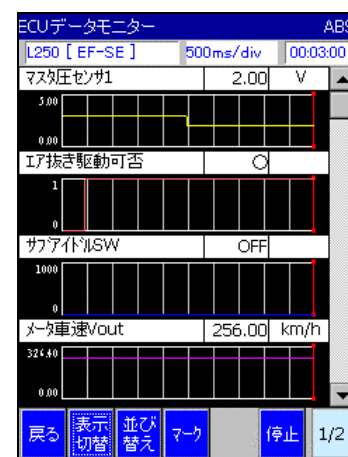 ECUデータモニター ABS
L250 [ EF-SE ] 500ms/div 00:03:00
マスタ圧センサ1 2.00 V
5.00
0.00
エア抜き駆動可否 ○
1
0
サブアイドルSW OFF
1000
0
メータ車速Vout 256.00 km/h
326.40
0.00
戻る 表示切替 並び替え マーク 停止 1/2